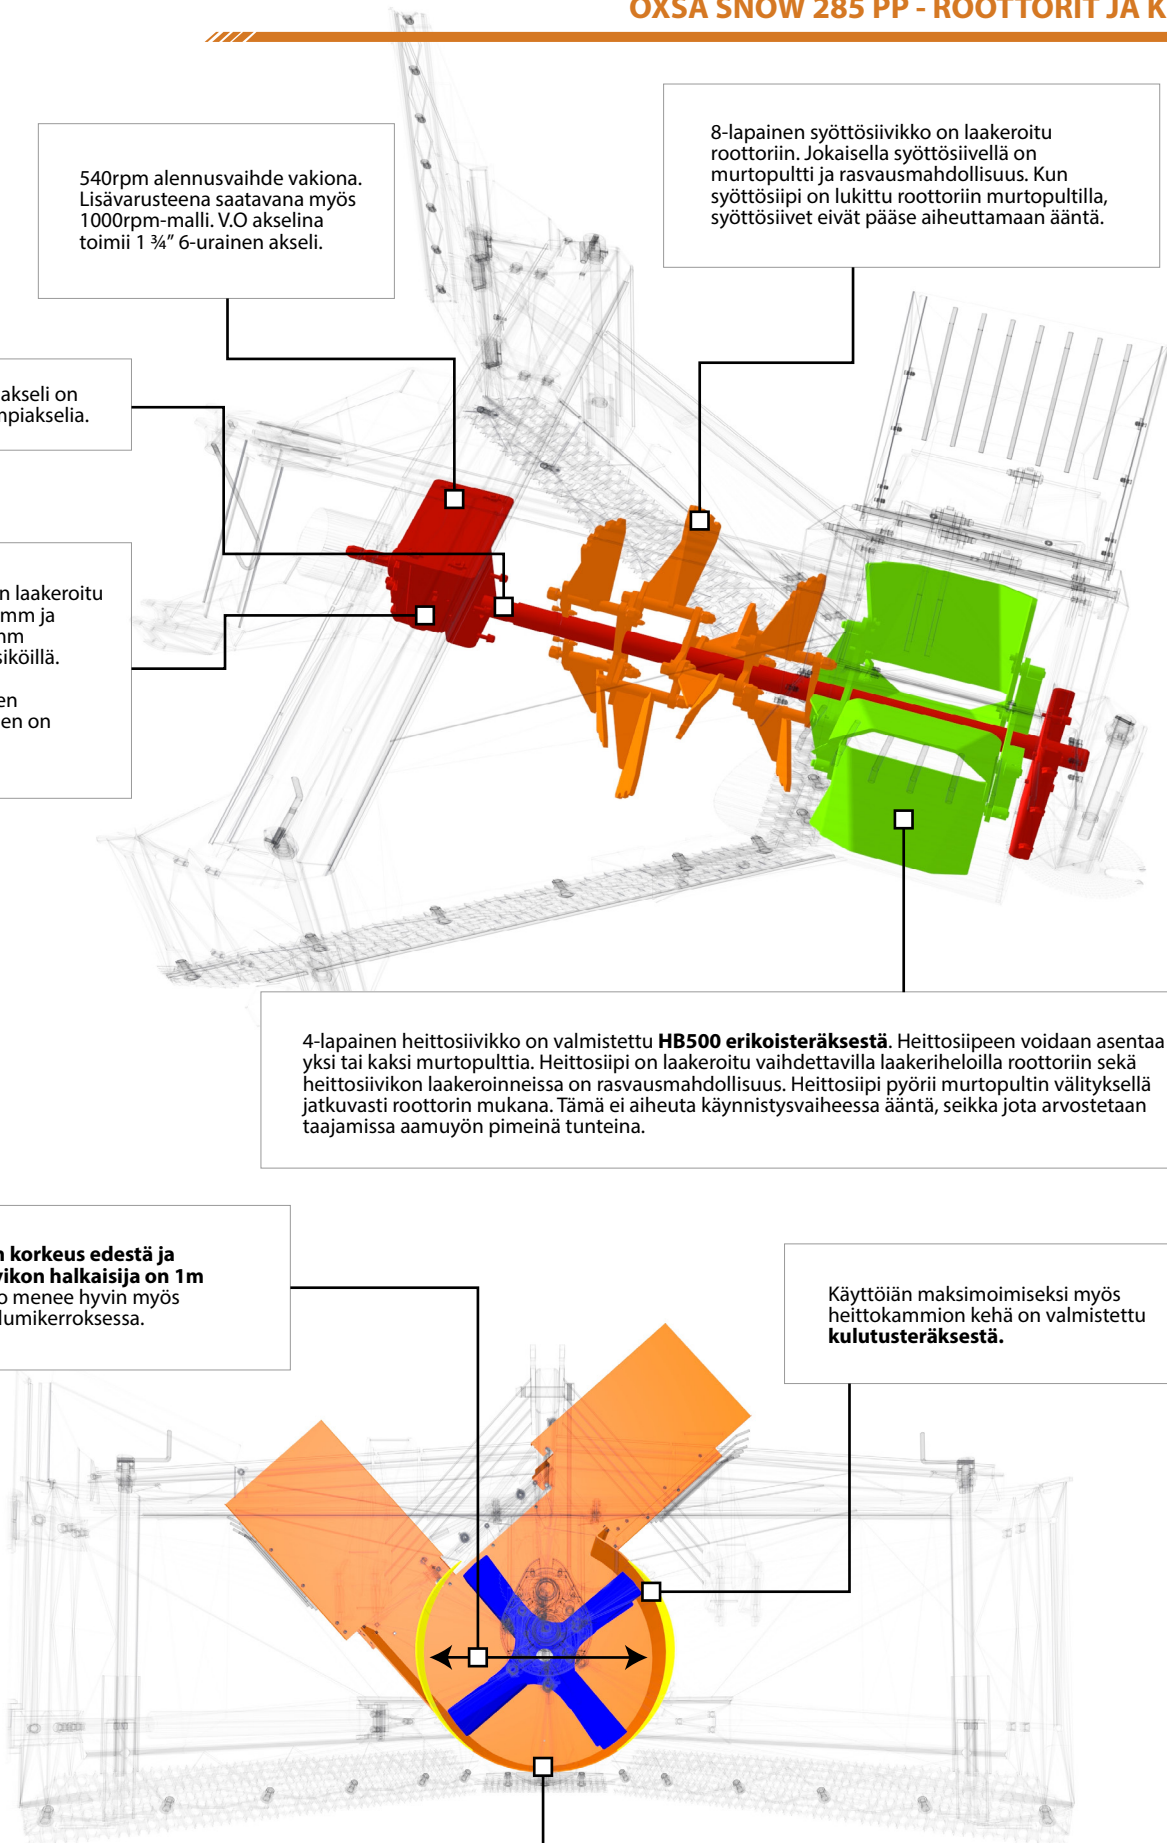 OXSA SNOW 285 PP - ROOTTORIT JA K
8-lapainen syöttösiivikko on laakeroitu
roottoriin. Jokaisella syöttösiivellä on
murtopultti ja rasvausmahdollisuus. Kun
syöttösiipi on lukittu roottoriin murtopultilla,
syöttösiivet eivät pääse aiheuttamaan ääntä.
540rpm alennusvaihde vakiona.
Lisävarusteena saatavana myös
1000rpm-malli. V.O akselina
toimii 1 ¾” 6-urainen akseli.
akseli on
mpiakselia.
n laakeroitu
mm ja
mm
siköillä.
en
en on
4-lapainen heittosiivikko on valmistettu HB500 erikoisteräksestä. Heittosiipeen voidaan asentaa
yksi tai kaksi murtopulttia. Heittosiipi on laakeroitu vaihdettavilla laakeriheloilla roottoriin sekä
heittosiivikon laakeroinneissa on rasvausmahdollisuus. Heittosiipi pyörii murtopultin välityksellä
jatkuvasti roottorin mukana. Tämä ei aiheuta käynnistysvaiheessa ääntä, seikka jota arvostetaan
taajamissa aamuyön pimeinä tunteina.
n korkeus edestä ja
vikon halkaisija on 1m
o menee hyvin myös
lumikerroksessa.
Käyttöiän maksimoimiseksi myös
heittokammion kehä on valmistettu
kulutusteräksestä.